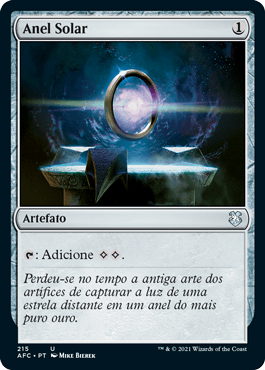 Anel Solar 1
Artefato
: Adicione .
Perdeu-se no tempo a antiga arte dos
artífices de capturar a luz de uma
estrela distante em um anel do mais
puro ouro.
215 U
AFC • PT Mike Bierek
™ & © 2021 Wizards of the Coast